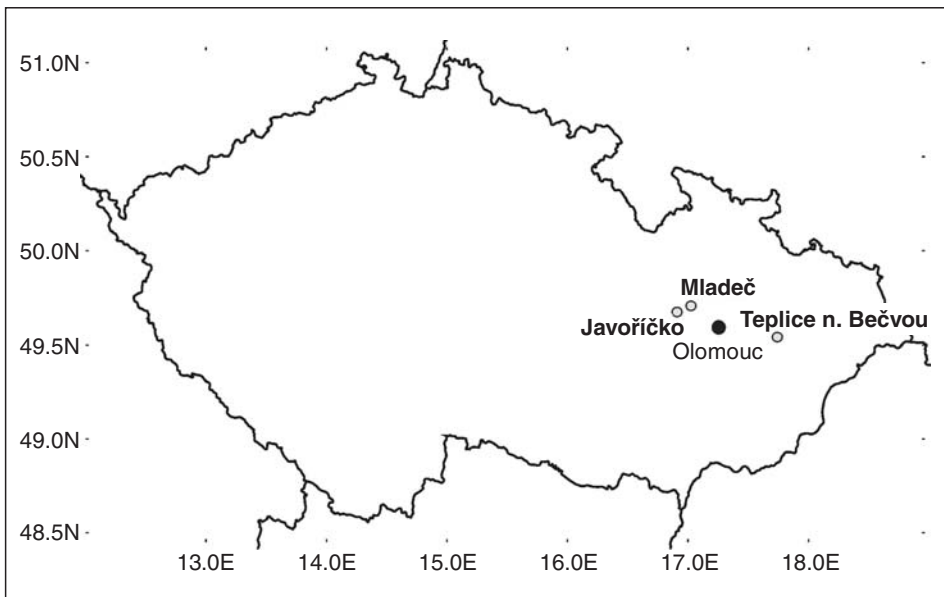 51.0N
50.5N
50.0N
Mladeč
Javoříčko
Teplice n. Bečvou
49.5N
Olomouc
49.0N
48.5N
13.0E 14.0E 15.0E 16.0E 17.0E 18.0E